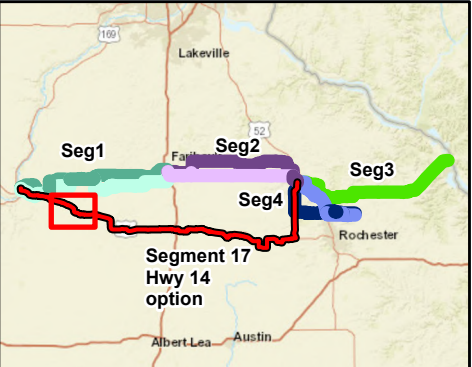 169
Lakeville
52
Seg1
Seg2
Seg3
Seg4
Rochester
Segment 17
Hwy 14
option
Albert Lea
Austin